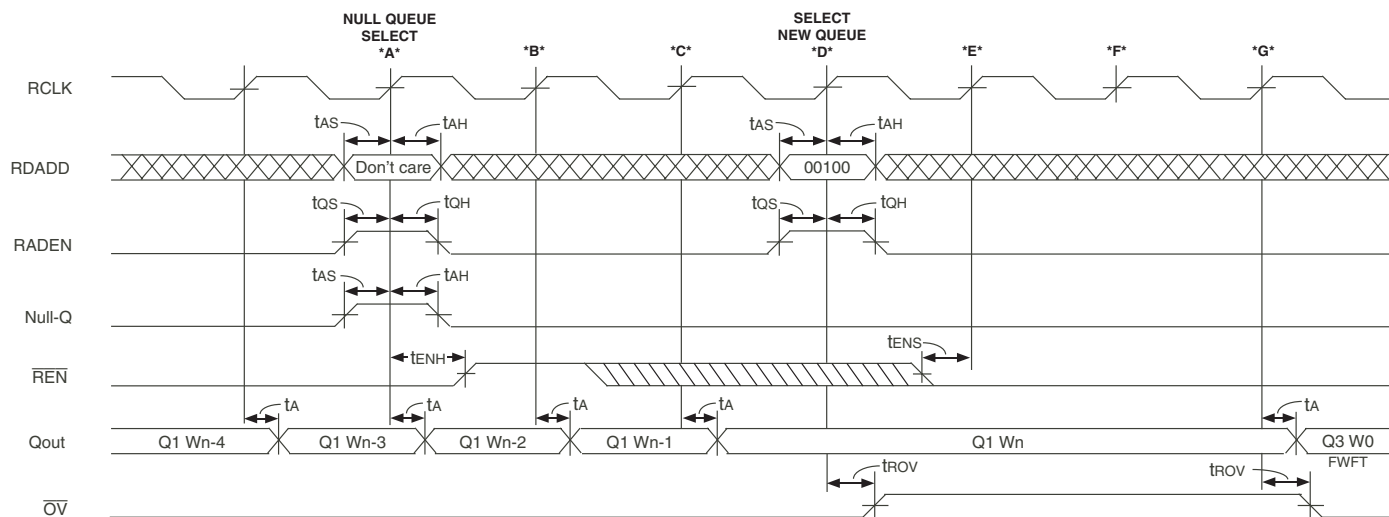 NULL QUEUE
SELECT
*A*
*B*
*C*
SELECT
NEW QUEUE
*D*
*E*
*F*
*G*
RCLK
tAS
tAH
tAS
tAH
RDADD
Don't care
00100
tQS
tQH
tQS
tQH
RADEN
tAS
tAH
Null-Q
tENH
tENS
REN
tA
tA
tA
tA
tA
Qout
Q1 Wn-4
Q1 Wn-3
Q1 Wn-2
Q1 Wn-1
Q1 Wn
Q3 W0
FWFT
tROV
tROV
OV